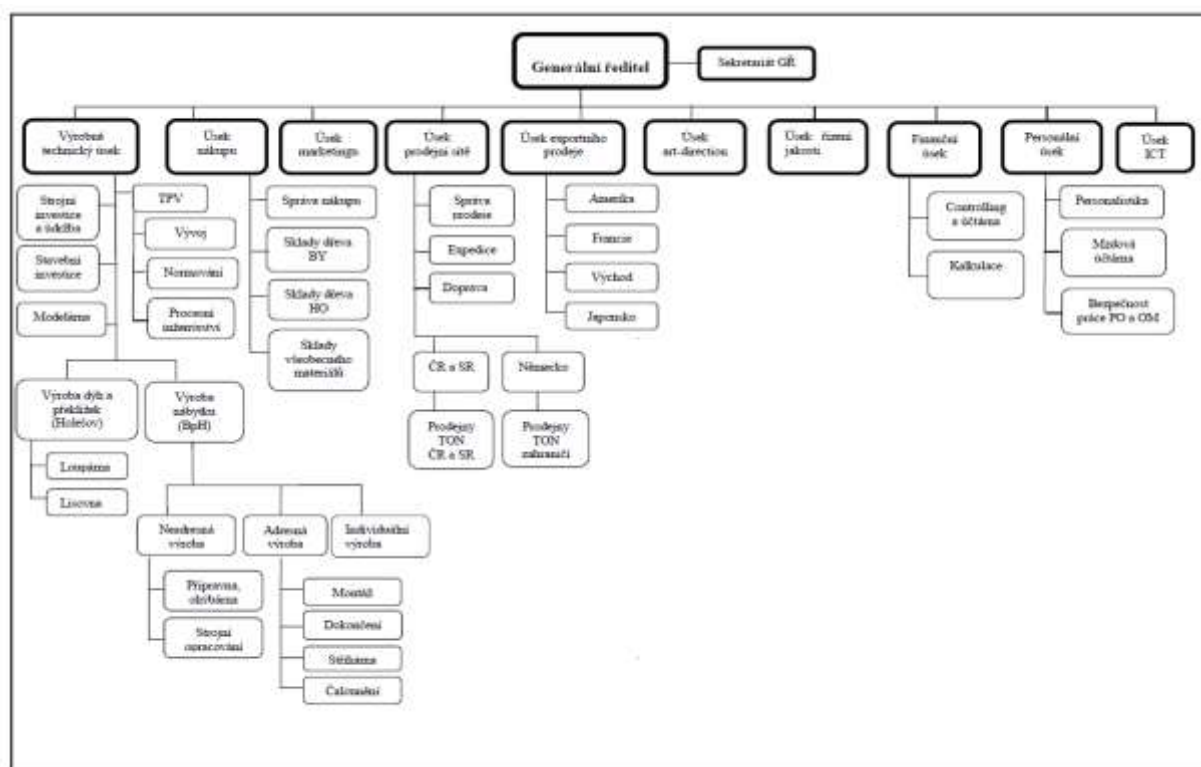 Generální ředitel
Sekretariát GŘ
Výrobně
technický úsek
Úsek
nákupu
Úsek
marketingu
Úsek
prodejní sítě
Úsek exportního
prodeje
Úsek
art-direction
Úsek řízení
jakosti
Finanční
úsek
Personální
úsek
Úsek
ICT
Strojní
investice
a údržba
Stavební
investice
Modelárna
TPV
Vývoj
Normování
Procesní
inženýrství
Správa nákupu
Sklady dřeva
BY
Sklady dřeva
HO
Sklady
všeobecného
materiálů
Správa
prodeje
Expedice
Doprava
Amerika
Francie
Východ
Japonsko
Controlling
a účtárna
Kalkulace
Personalistika
Mzdová
účtárna
Bezpečnost
práce PO a OM
ČR a SR
Německo
Prodejny
TON
ČR a SR
Prodejny
TON
zahraničí
Výroba dýh a
překližek
(Holešov)
Výroba
nábytku
(BpH)
Loupárna
Lisovna
Neadresná
výroba
Adresná
výroba
Individuální
výroba
Přípravna,
ohýbárna
Strojní
opracování
Montáž
Dokončení
Stříkárna
Čalounění